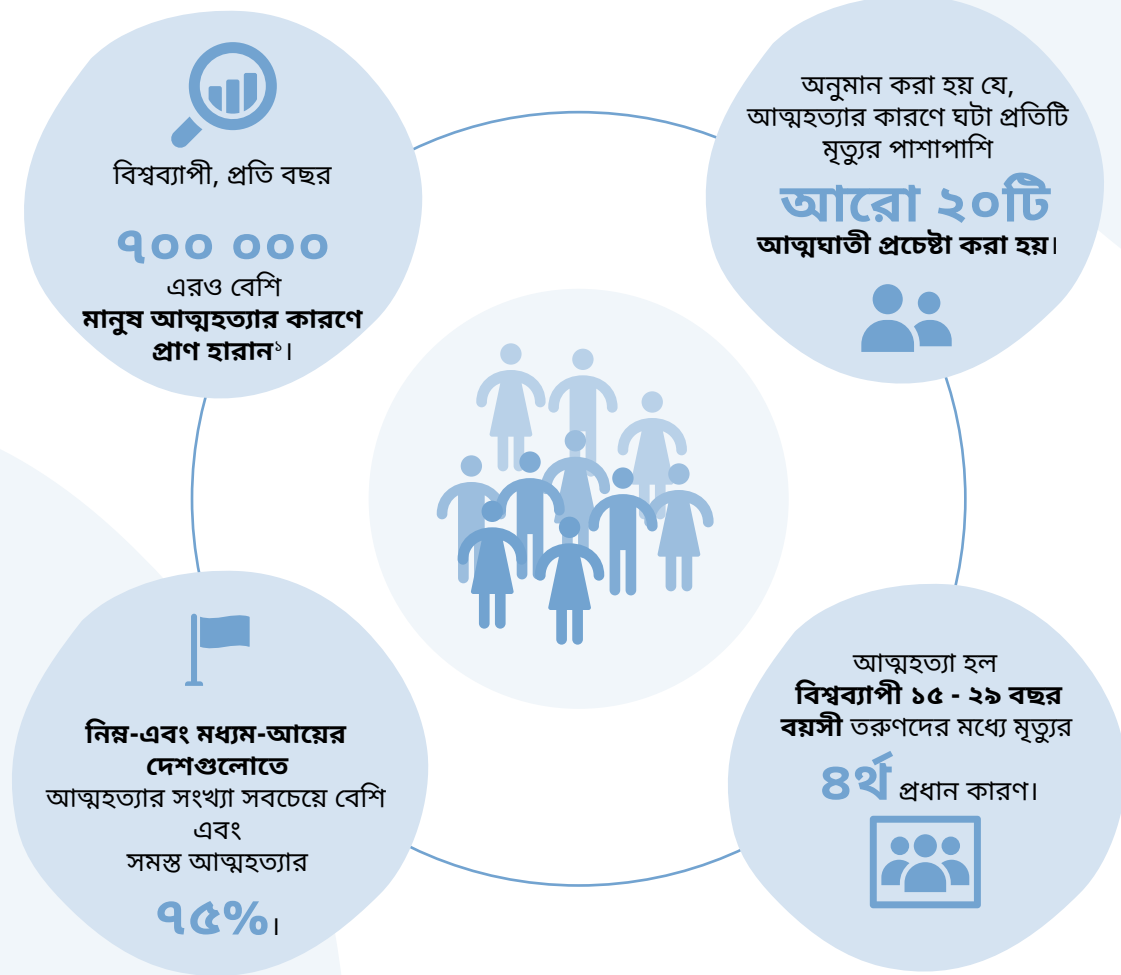 বিশ্বব্যাপী, প্রতি বছর
৭০০ ০০০
এরও বেশি
মানুষ আত্মহত্যার কারণে
প্রাণ হারান১।
অনুমান করা হয় যে,
আত্মহত্যার কারণে ঘটা প্রতিটি
মৃত্যুর পাশাপাশি
আরো ২০টি
আত্মঘাতী প্রচেষ্টা করা হয়।
নিম্ন-এবং মধ্যম-আয়ের
দেশগুলোতে
আত্মহত্যার সংখ্যা সবচেয়ে বেশি
এবং
সমস্ত আত্মহত্যার
৭৫%।
আত্মহত্যা হল
বিশ্বব্যাপী ১৫ - ২৯ বছর
বয়সী তরুণদের মধ্যে মৃত্যুর
৪র্থ প্রধান কারণ।